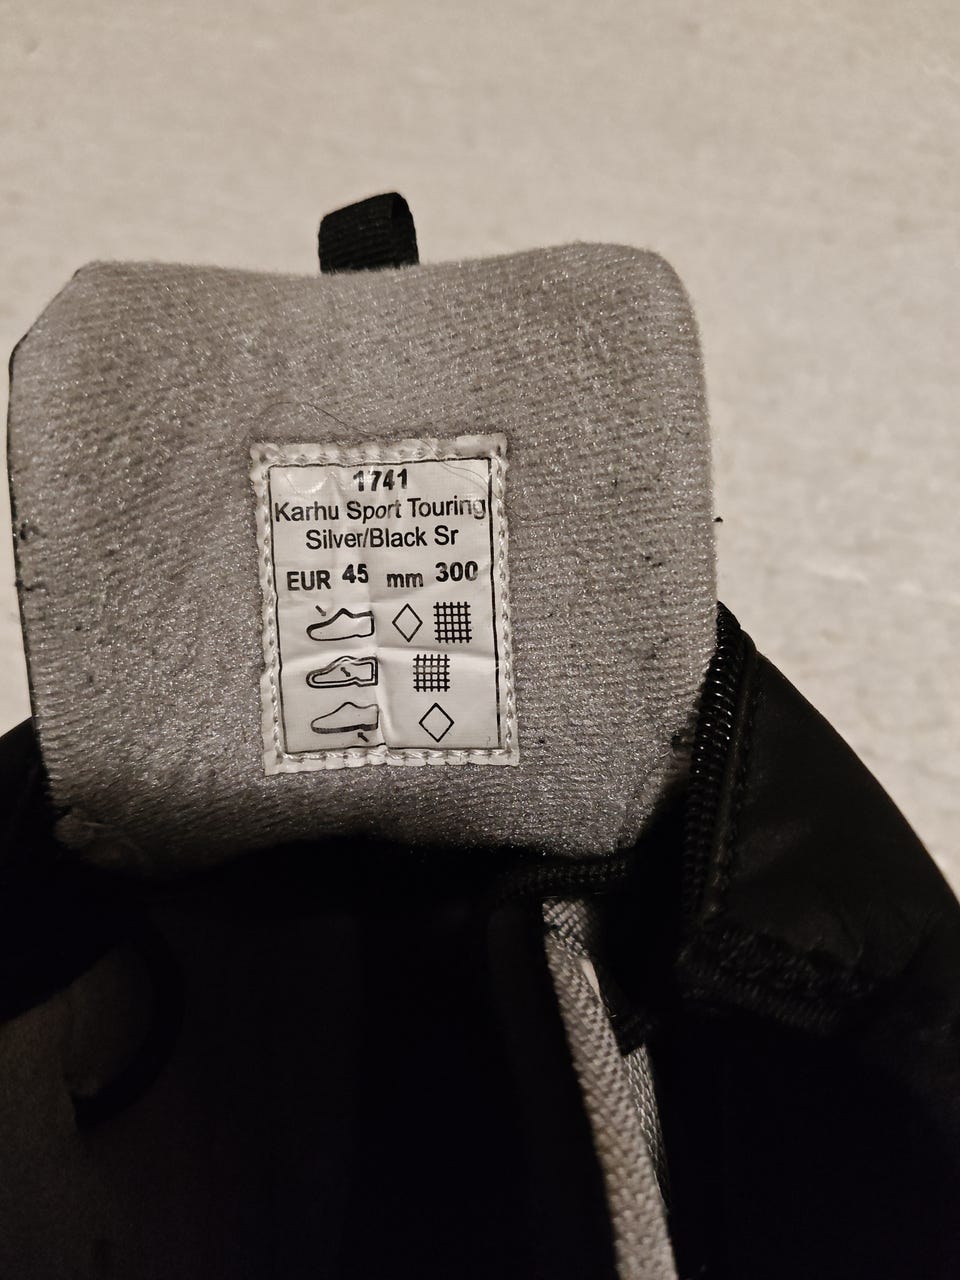 1741
Karhu Sport Touring
Silver/Black Sr
EUR 45 mm 300